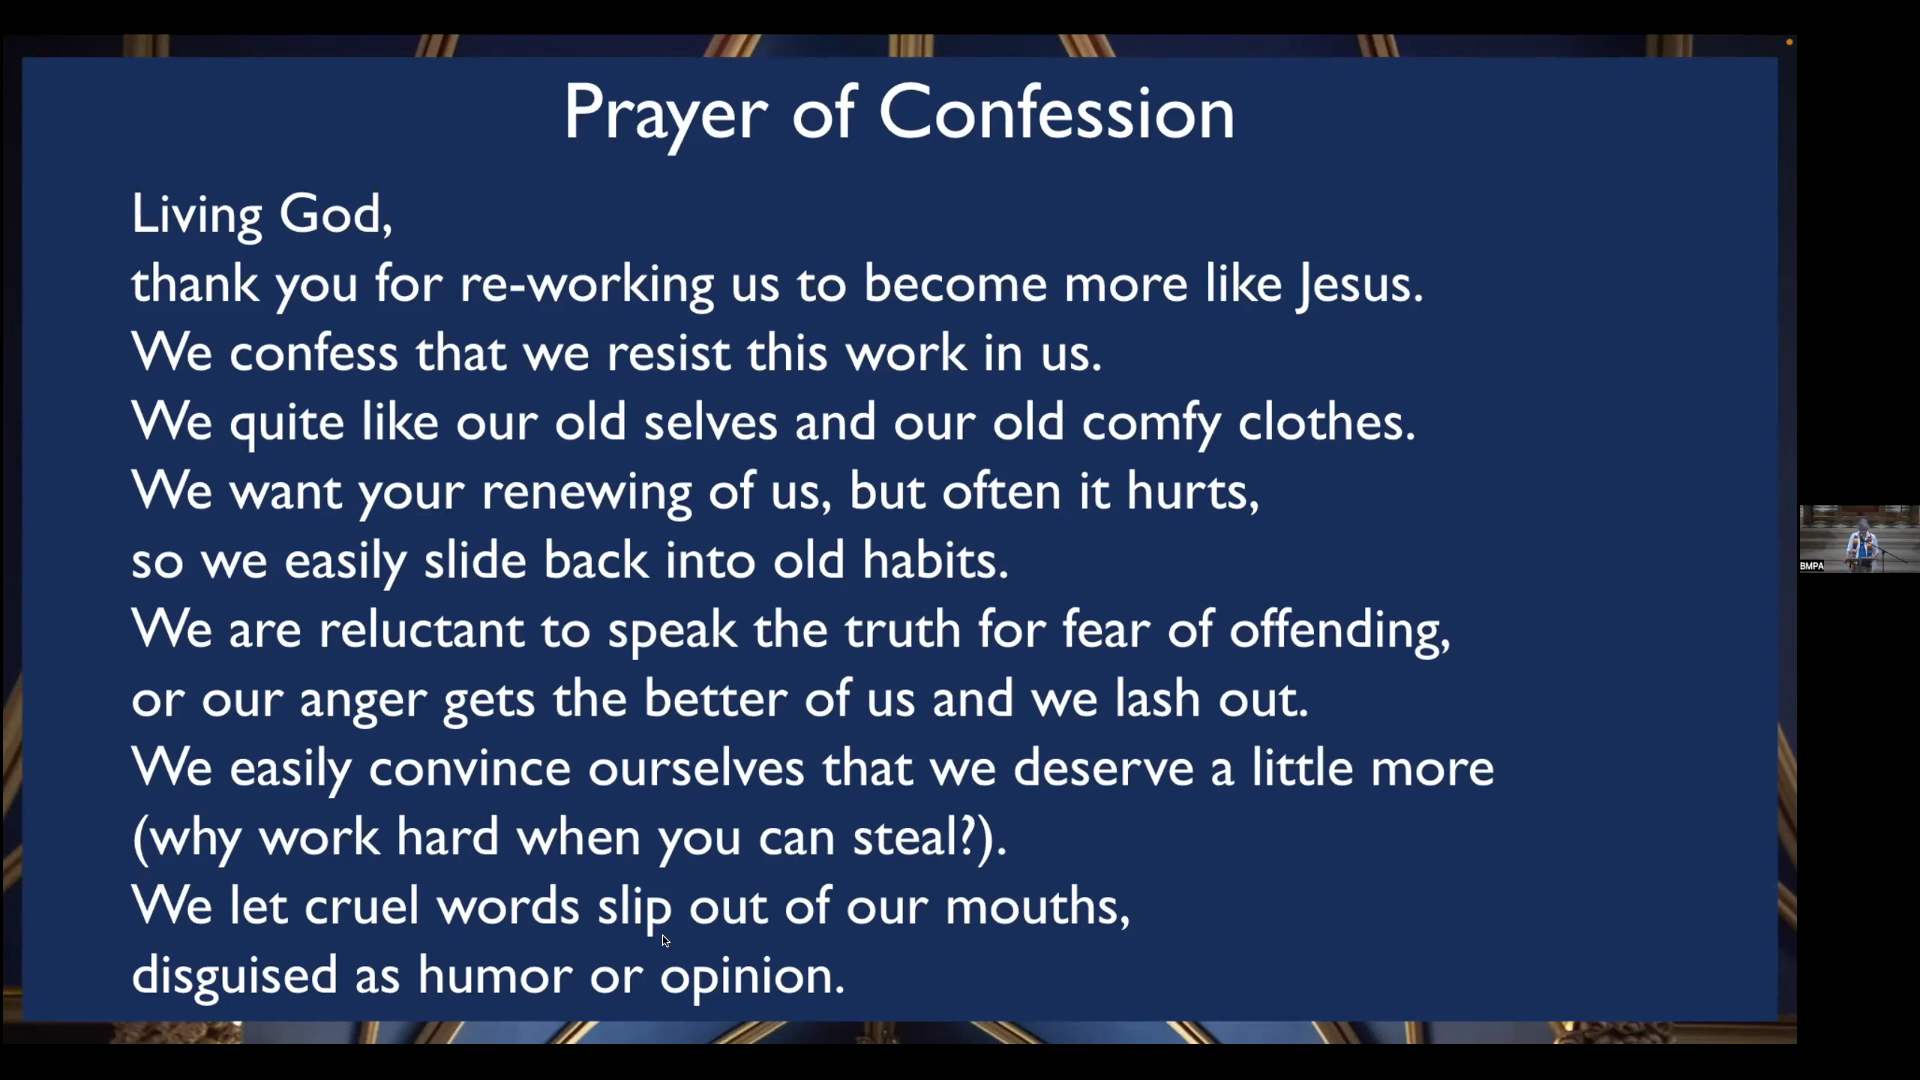 Prayer of Confession
Living God,
thank you for re-working us to become more like Jesus.
We confess that we resist this work in us.
We quite like our old selves and our old comfy clothes.
We want your renewing of us, but often it hurts,
so we easily slide back into old habits.
We are reluctant to speak the truth for fear of offending,
or our anger gets the better of us and we lash out.
We easily convince ourselves that we deserve a little more
(why work hard when you can steal?).
We let cruel words slip out of our mouths,
disguised as humor or opinion.
BMPA